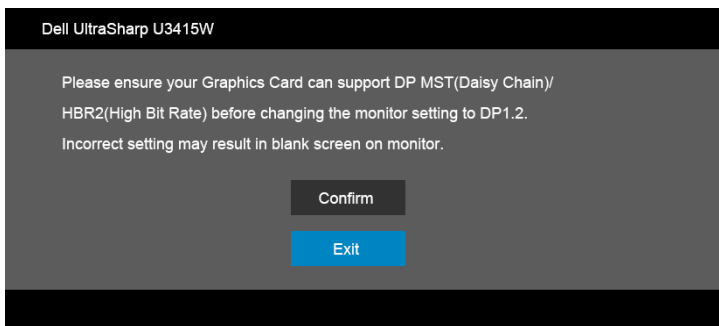 Dell UltraSharp U3415W
Please ensure your Graphics Card can support DP MST(Daisy Chain)/
HBR2(High Bit Rate) before changing the monitor setting to DP1.2.
Incorrect setting may result in blank screen on monitor.
Confirm
Exit